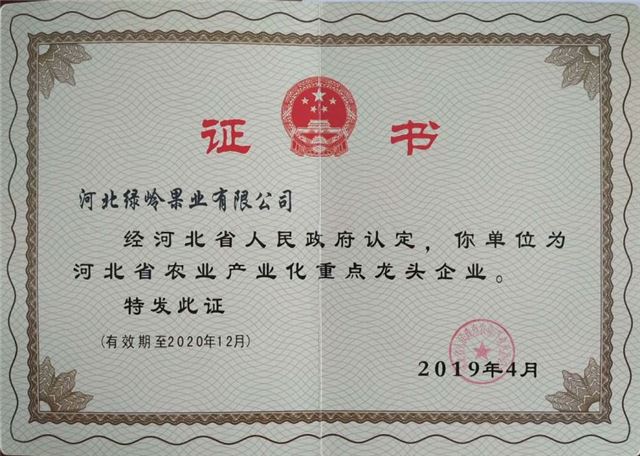 证书
河北绿岭果业有限公司
经河北省人民政府认定，你单位为
河北省农业产业化重点龙头企业。
特发此证
(有效期至2020年12月)
2019年4月